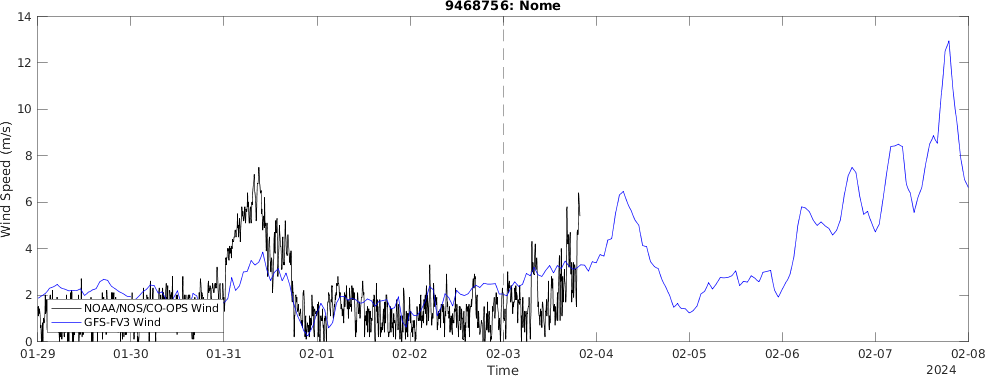 9468756: Nome
14
12
10
8
6
4
2
0
Wind Speed (m/s)
NOAA/NOS/CO-OPS Wind
GFS-FV3 Wind
01-29 01-30 01-31 02-01 02-02 02-03 02-04 02-05 02-06 02-07 02-08
Time
2024